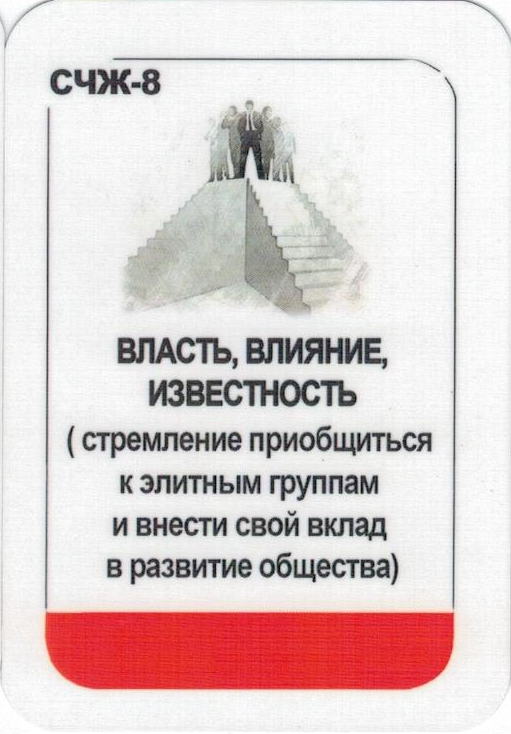 СЧЖ-8
ВЛАСТЬ, ВЛИЯНИЕ,
ИЗВЕСТНОСТЬ
( стремление приобщиться
к элитным группам
и внести свой вклад
в развитие общества)